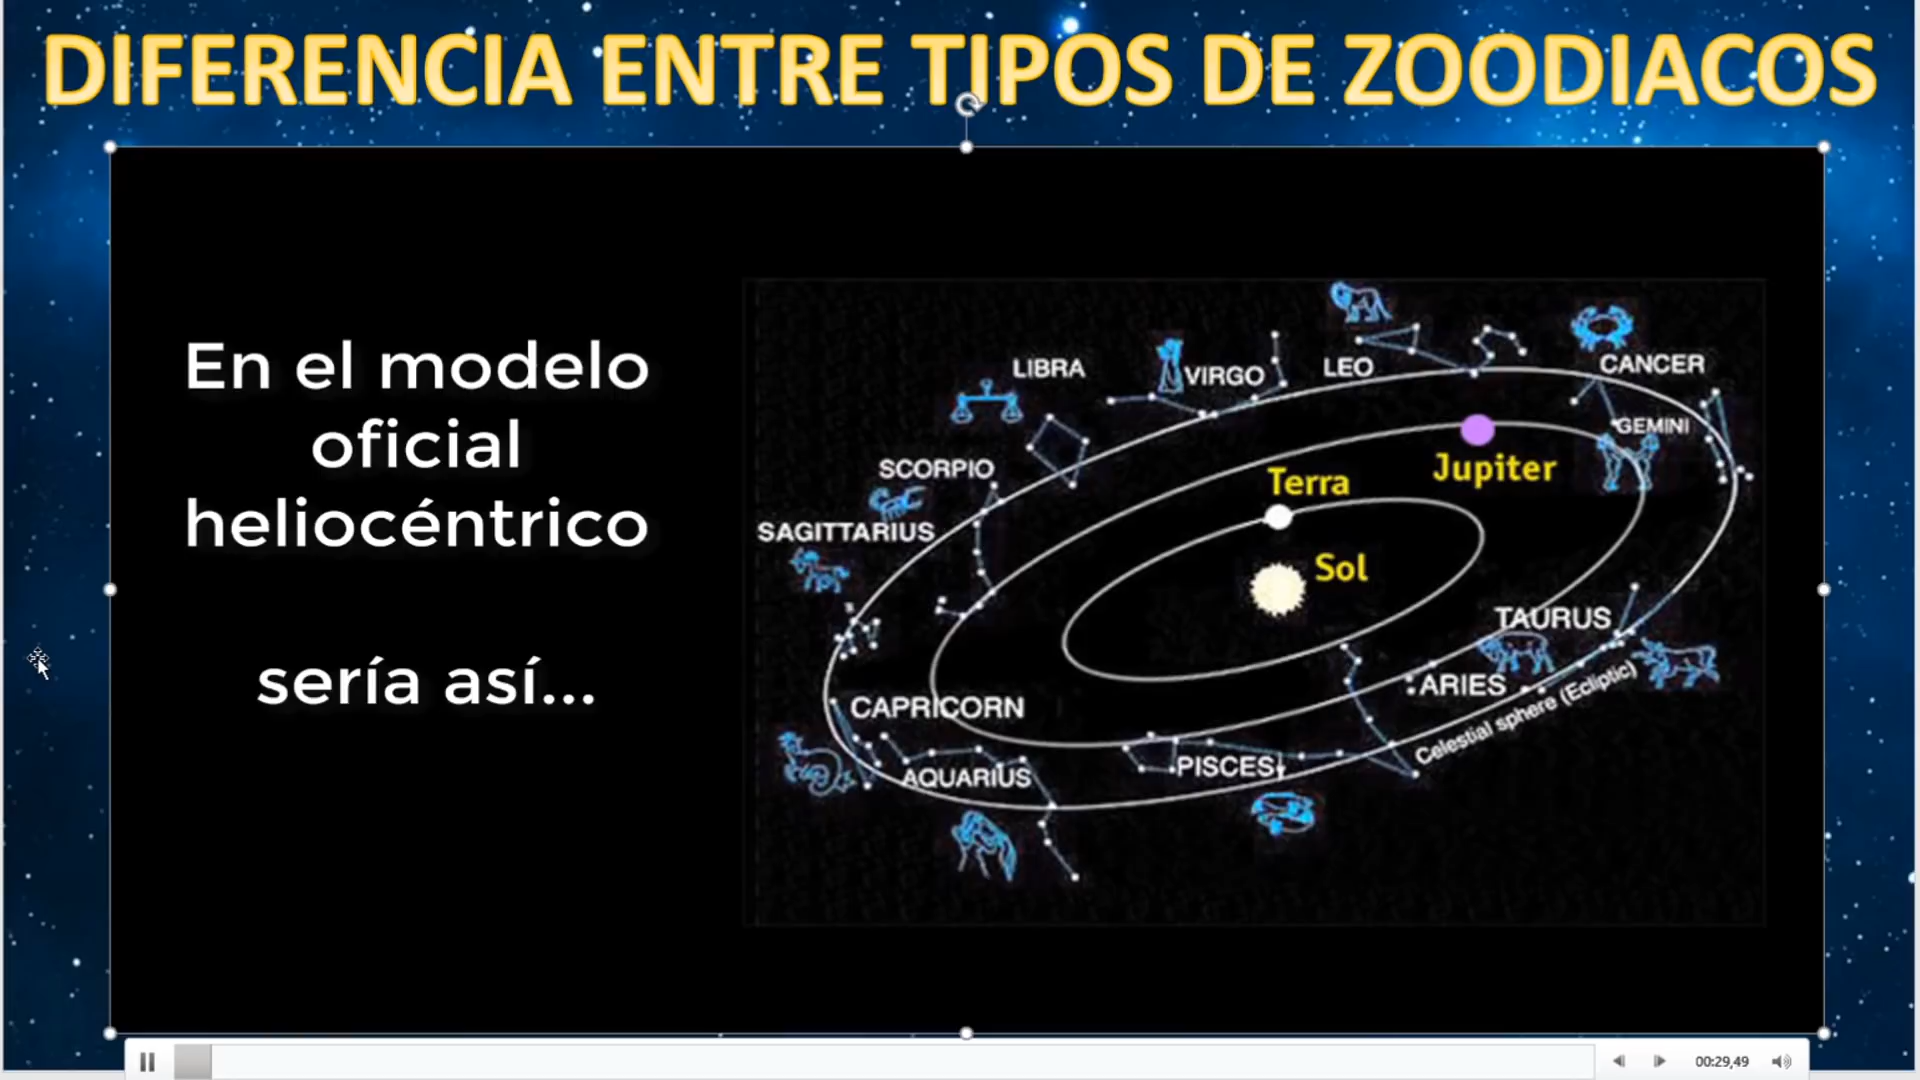 DIFERENCIA ENTRE TIPOS DE ZOODIACOS
En el modelo
oficial
heliocéntrico
sería así...
LIBRA
VIRGO
LEO
CANCER
GEMINI
SCORPIO
Terra
Jupiter
SAGITTARIUS
Sol
TAURUS
ARIES
CAPRICORN
Celestial sphere (Ecliptic)
AQUARIUS
PISCES
00:29,49